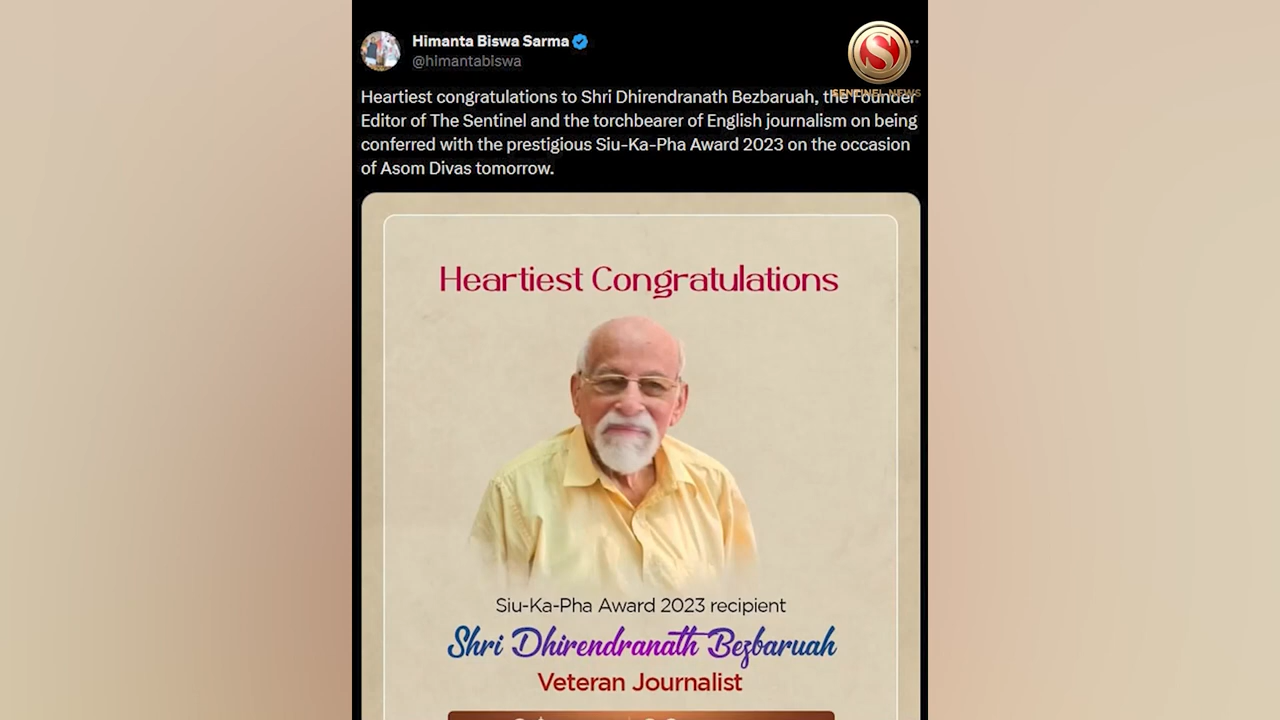 Himanta Biswa Sarma
@himantabiswa
SENTINEL NEWS
Heartiest congratulations to Shri Dhirendranath Bezbaruah, the Founder
Editor of The Sentinel and the torchbearer of English journalism on being
conferred with the prestigious Siu-Ka-Pha Award 2023 on the occasion
of Asom Divas tomorrow.
Heartiest Congratulations
Siu-Ka-Pha Award 2023 recipient
Shri Dhirendranath Bezbaruah
Veteran Journalist